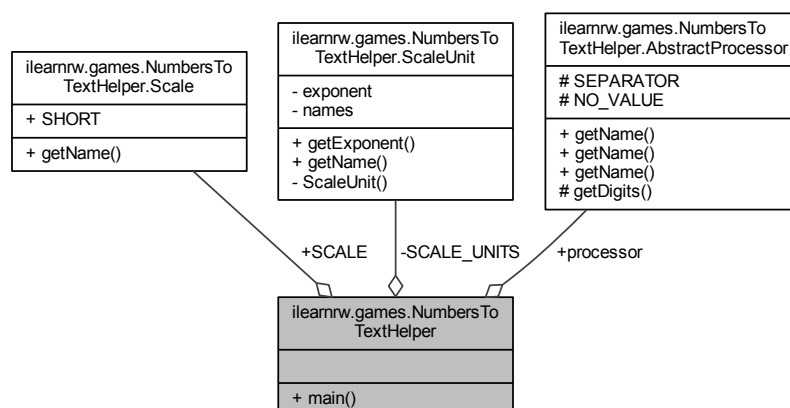 ilearnrw.games.NumbersTo
TextHelper.Scale
+ SHORT
+ getName()
ilearnrw.games.NumbersTo
TextHelper.ScaleUnit
- exponent
- names
+ getExponent()
+ getName()
- ScaleUnit()
ilearnrw.games.NumbersTo
TextHelper.AbstractProcessor
# SEPARATOR
# NO_VALUE
+ getName()
+ getName()
+ getName()
# getDigits()
+SCALE
-SCALE_UNITS
+processor
ilearnrw.games.NumbersTo
TextHelper
+ main()